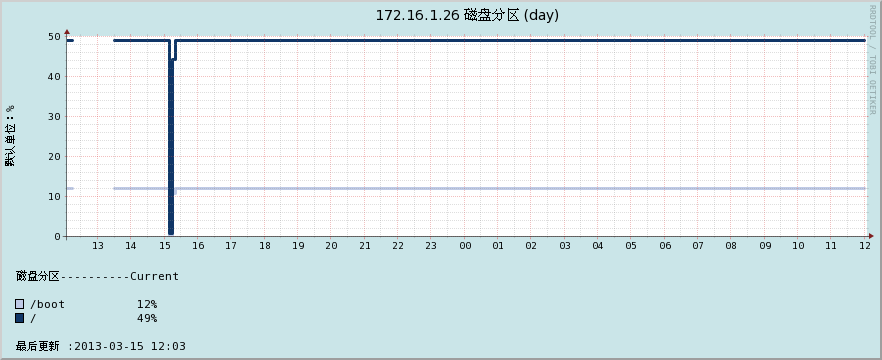 172.16.1.26 磁盘分区 (day)
RRDTOOL / TOBI OETIKER
默认单位：%
50
40
30
20
10
0
13 14 15 16 17 18 19 20 21 22 23 00 01 02 03 04 05 06 07 08 09 10 11 12
磁盘分区----------Current
/boot 12%
/ 49%
最后更新 :2013-03-15 12:03